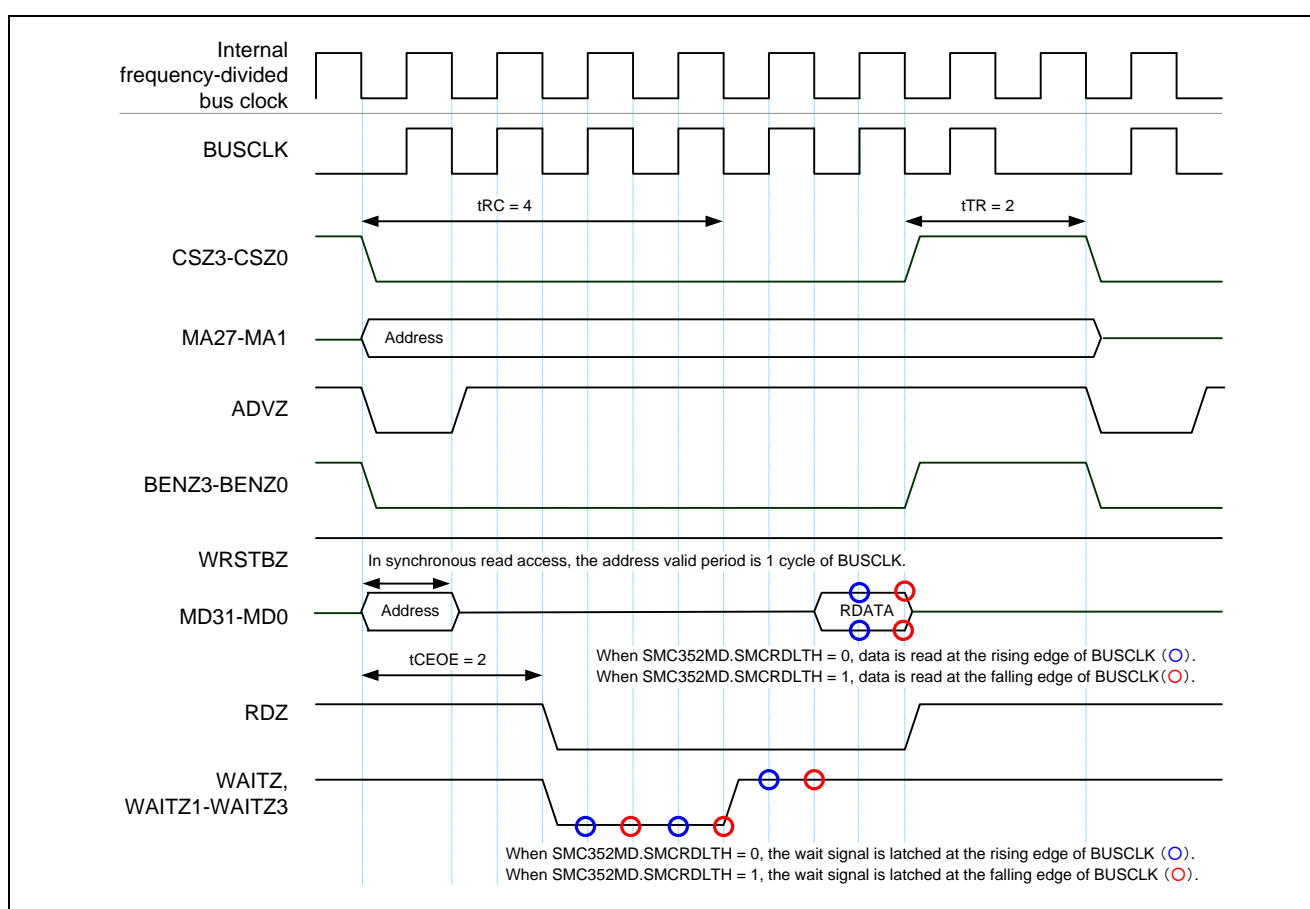 Internal
frequency-divided
bus clock
BUSCLK
tRC = 4
tTR = 2
CSZ3-CSZ0
MA27-MA1
Address
ADVZ
BENZ3-BENZ0
WRSTBZ
In synchronous read access, the address valid period is 1 cycle of BUSCLK.
MD31-MD0
Address
RDATA
tCEOE = 2
When SMC352MD.SMCRDLTH = 0, data is read at the rising edge of BUSCLK (○).
When SMC352MD.SMCRDLTH = 1, data is read at the falling edge of BUSCLK(○).
RDZ
WAITZ,
WAITZ1-WAITZ3
When SMC352MD.SMCRDLTH = 0, the wait signal is latched at the rising edge of BUSCLK (○).
When SMC352MD.SMCRDLTH = 1, the wait signal is latched at the falling edge of BUSCLK (○).